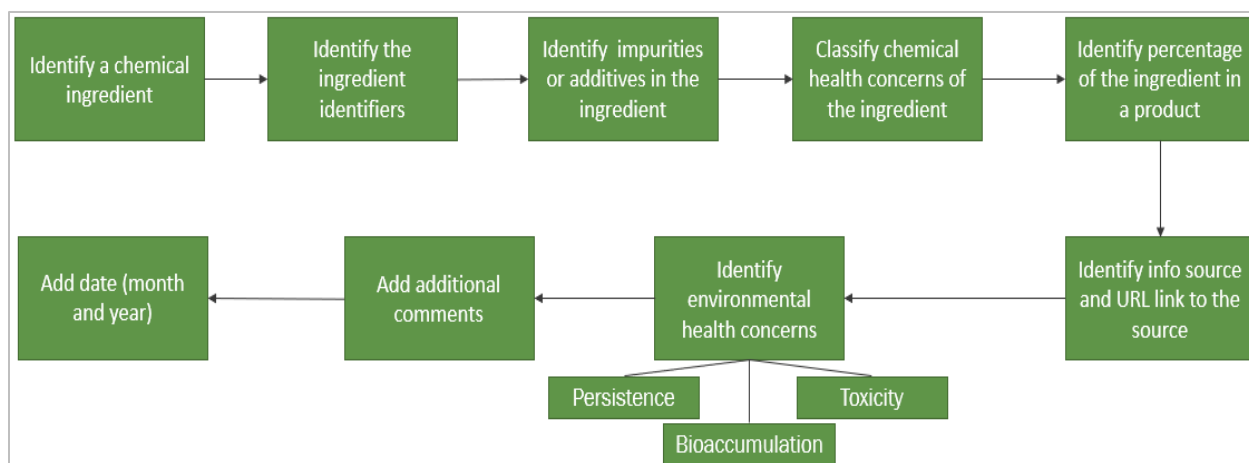 Identify a chemical
ingredient
Identify the
ingredient
identifiers
Identify impurities
or additives in the
ingredient
Classify chemical
health concerns of
the ingredient
Identify percentage
of the ingredient in
a product
Identify info source
and URL link to the
source
Identify
environmental
health concerns
Add additional
comments
Add date (month
and year)
Persistence
Bioaccumulation
Toxicity